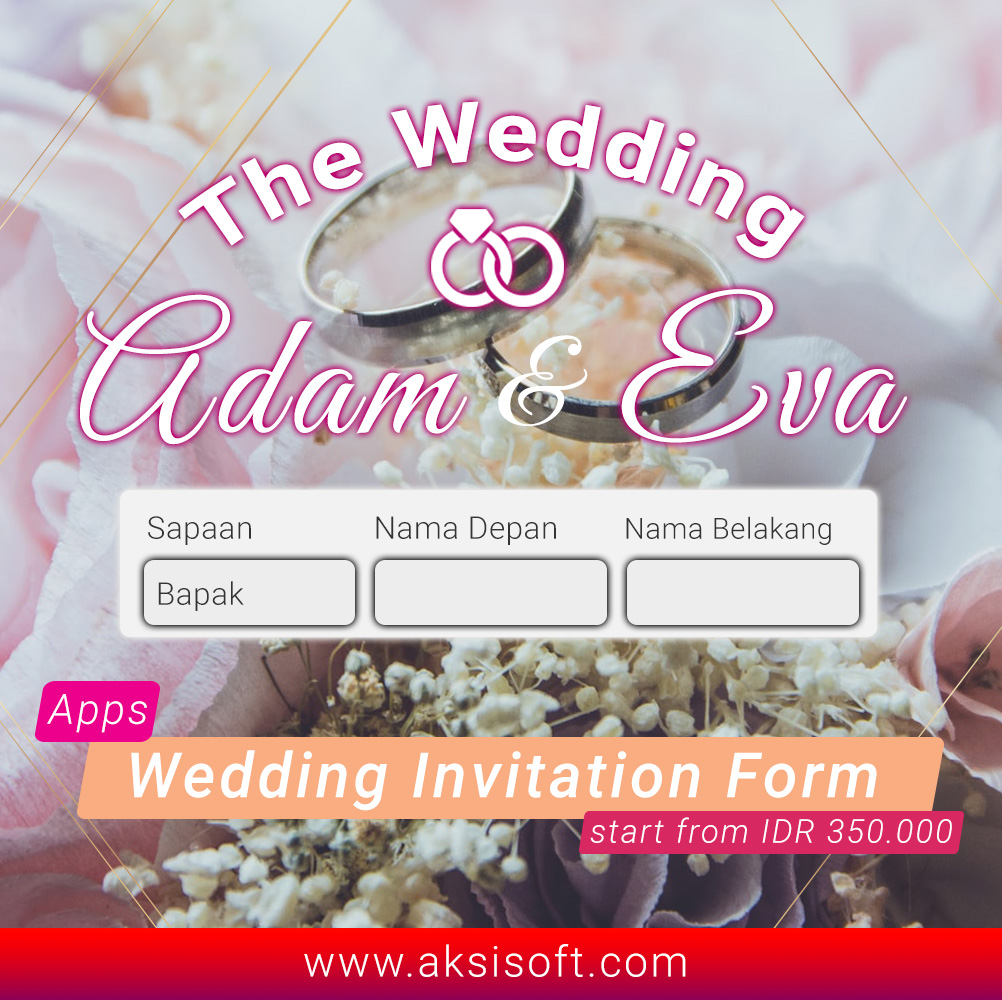 The Wedding
Adam & Eva
Sapaan Nama Depan Nama Belakang
Bapak
Apps
Wedding Invitation Form
start from IDR 350.000
www.aksisoft.com